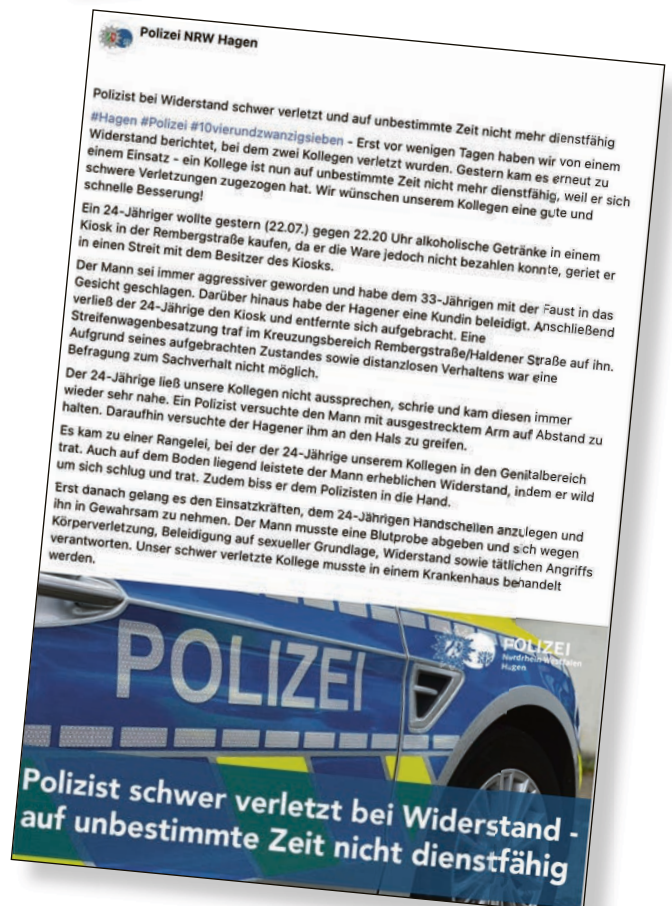 Polizei NRW Hagen
Polizist bei Widerstand schwer verletzt und auf unbestimmte Zeit nicht mehr dienstfähig
#Hagen #Polizei #10vierundzwanzigsieben - Erst vor wenigen Tagen haben wir von einem
Widerstand berichtet, bei dem zwei Kollegen verletzt wurden. Gestern kam es erneut zu
einem Einsatz - ein Kollege ist nun auf unbestimmte Zeit nicht mehr dienstfähig, weil er sich
schwere Verletzungen zugezogen hat. Wir wünschen unserem Kollegen eine gute und
schnelle Besserung!
Ein 24-Jähriger wollte gestern (22.07.) gegen 22.20 Uhr alkoholische Getränke in einem
Kiosk in der Rembergstraße kaufen, da er die Ware jedoch nicht bezahlen konnte, geriet er
in einen Streit mit dem Besitzer des Kiosks.
Der Mann sei immer aggressiver geworden und habe dem 33-Jährigen mit der Faust in das
Gesicht geschlagen. Darüber hinaus habe der Hagener eine Kundin beleidigt. Anschließend
verließ der 24-Jährige den Kiosk und entfernte sich aufgebracht. Eine
Streifenwagenbesatzung traf im Kreuzungsbereich Rembergstraße/Haldener Straße auf ihn.
Aufgrund seines aufgebrachten Zustandes sowie distanzlosen Verhaltens war eine
Befragung zum Sachverhalt nicht möglich.
Der 24-Jährige ließ unsere Kollegen nicht aussprechen, schrie und kam diesen immer
wieder sehr nahe. Ein Polizist versuchte den Mann mit ausgestrecktem Arm auf Abstand zu
halten. Daraufhin versuchte der Hagener ihm an den Hals zu greifen.
Es kam zu einer Rangelei, bei der der 24-Jährige unserem Kollegen in den Genitalbereich
trat. Auch auf dem Boden liegend leistete der Mann erheblichen Widerstand, indem er wild
um sich schlug und trat. Zudem biss er dem Polizisten in die Hand.
Erst danach gelang es den Einsatzkräften, dem 24-Jährigen Handschellen anzulegen und
ihn in Gewahrsam zu nehmen. Der Mann musste eine Blutprobe abgeben und sich wegen
Körperverletzung, Beleidigung auf sexueller Grundlage, Widerstand sowie tätlichen Angriffs
verantworten. Unser schwer verletzte Kollege musste in einem Krankenhaus behandelt
werden.
POLIZEI
POLIZEI
Nordrhein-Westfalen
Hagen
Polizist schwer verletzt bei Widerstand -
auf unbestimmte Zeit nicht dienstfähig